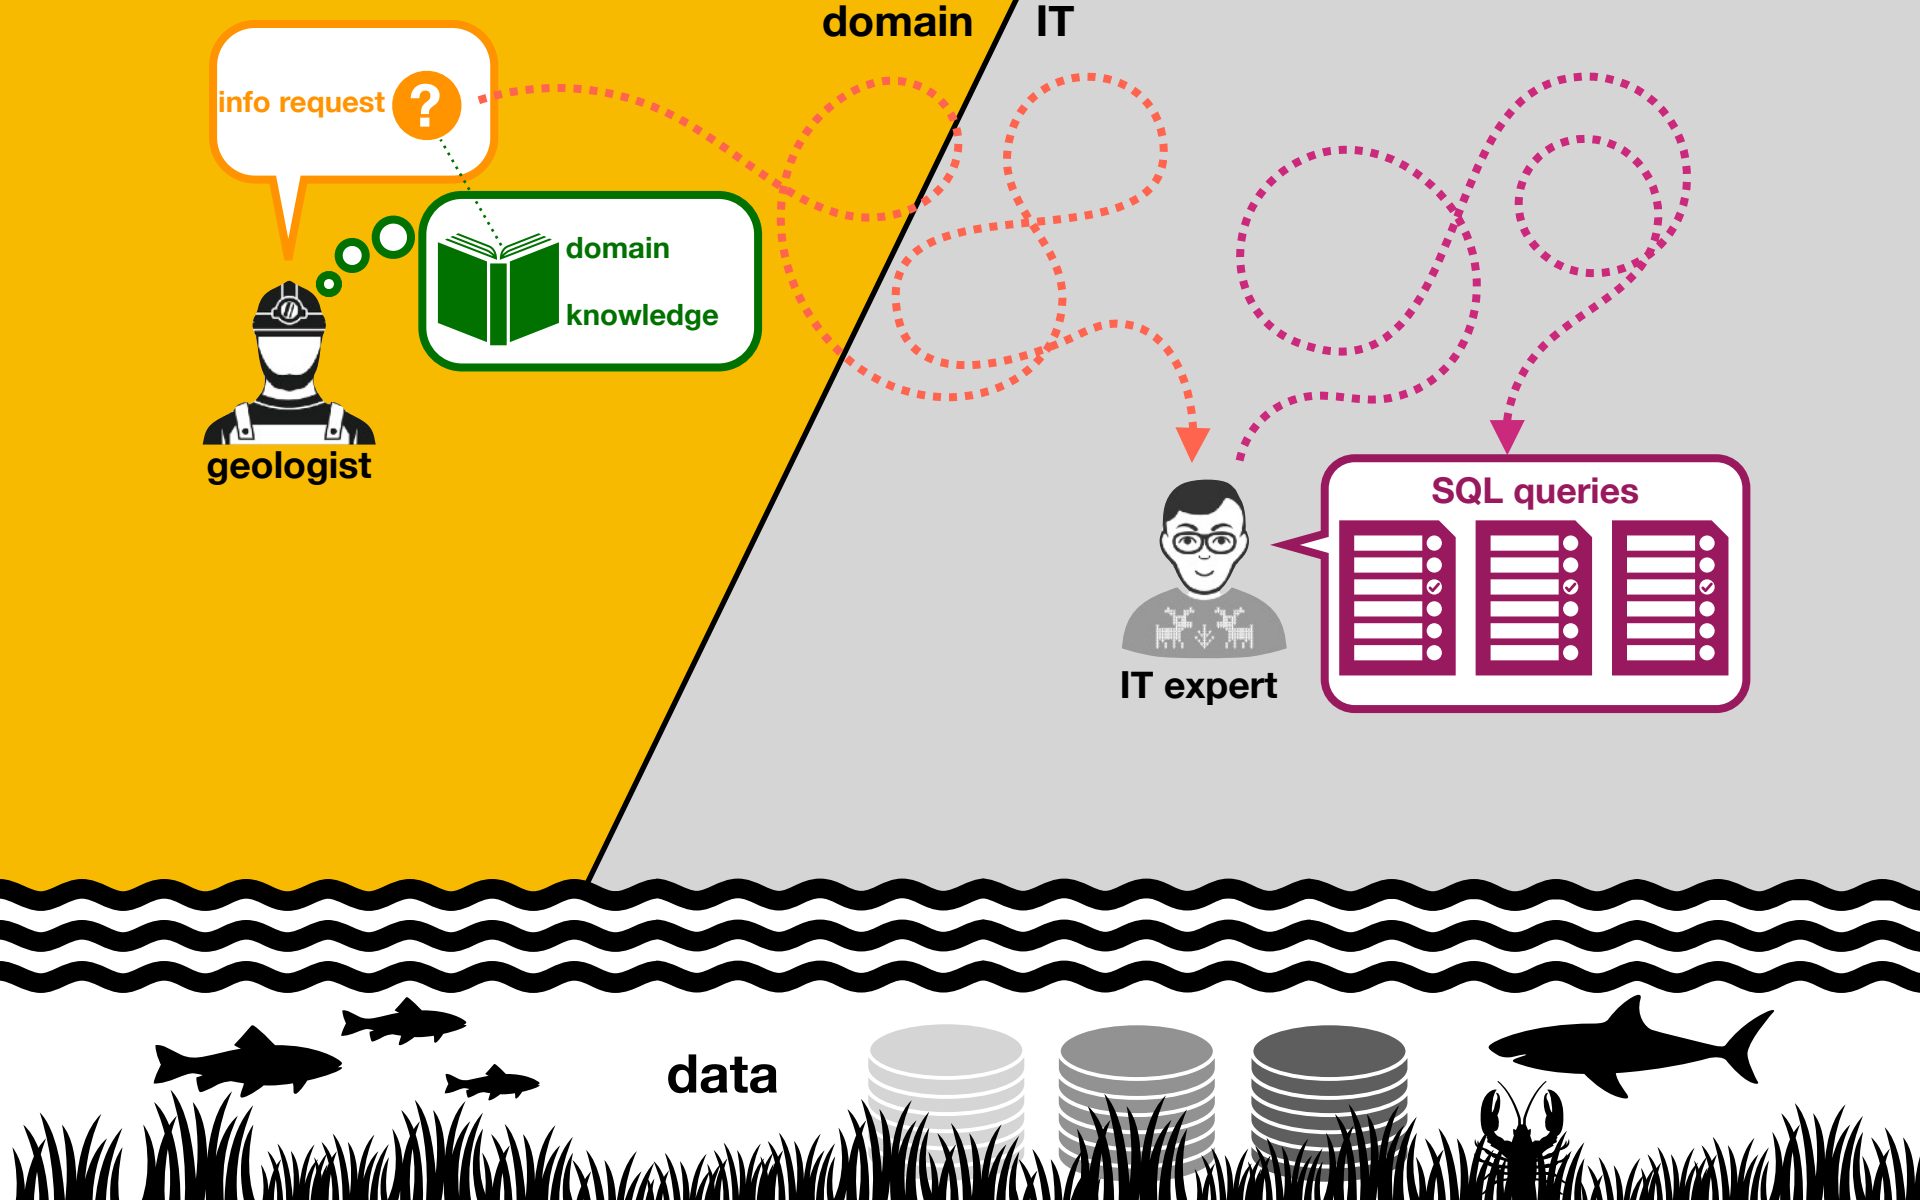 domain
IT
info request
?
domain
knowledge
geologist
SQL queries
IT expert
data